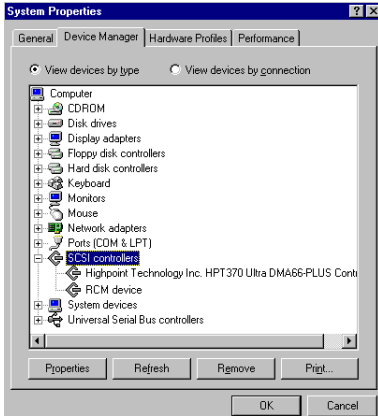 System Properties
General Device Manager Hardware Profiles Performance
View devices by type View devices by connection
Computer
CDROM
Disk drives
Display adapters
Floppy disk controllers
Hard disk controllers
Keyboard
Monitors
Mouse
Network adapters
Ports (COM & LPT)
SCSI controllers
Highpoint Technology Inc. HPT370 Ultra DMA66-PLUS Contr
RCM device
System devices
Universal Serial Bus controllers
Properties Refresh Remove Print...
OK Cancel